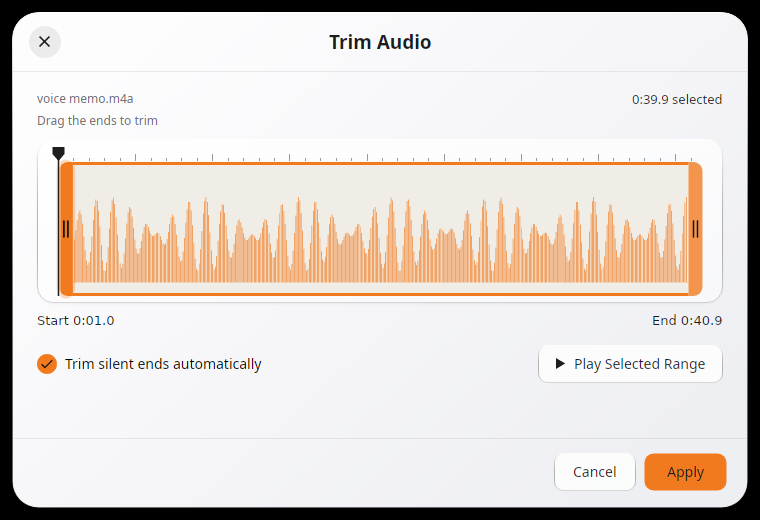 Trim Audio
voice memo.m4a
0:39.9 selected
Drag the ends to trim
Start 0:01.0
End 0:40.9
Trim silent ends automatically
Play Selected Range
Cancel
Apply